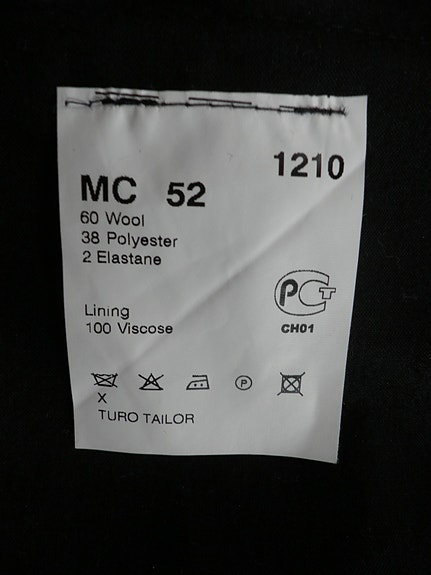 1210
MC 52
60 Wool
38 Polyester
2 Elastane
PCT
CH01
Lining
100 Viscose
P
X
TURO TAILOR